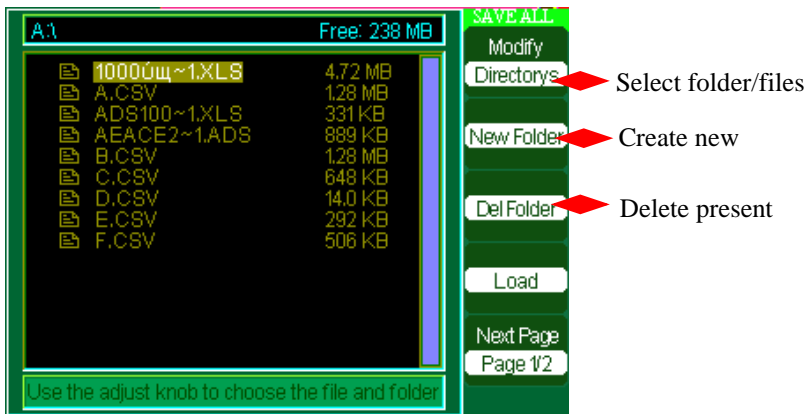 A:\ Free: 238 MB
1000úщ~1.XLS 4.72 MB
A.CSV 1.28 MB
ADS100~1.XLS 331 KB
AEACE2~1.ADS 889 KB
B.CSV 1.28 MB
C.CSV 648 KB
D.CSV 14.0 KB
E.CSV 292 KB
F.CSV 506 KB
Use the adjust knob to choose the file and folder
SAVE ALL
Modify
Directorys
New Folder
Del Folder
Load
Next Page
Page 1/2
Select folder/files
Create new
Delete present